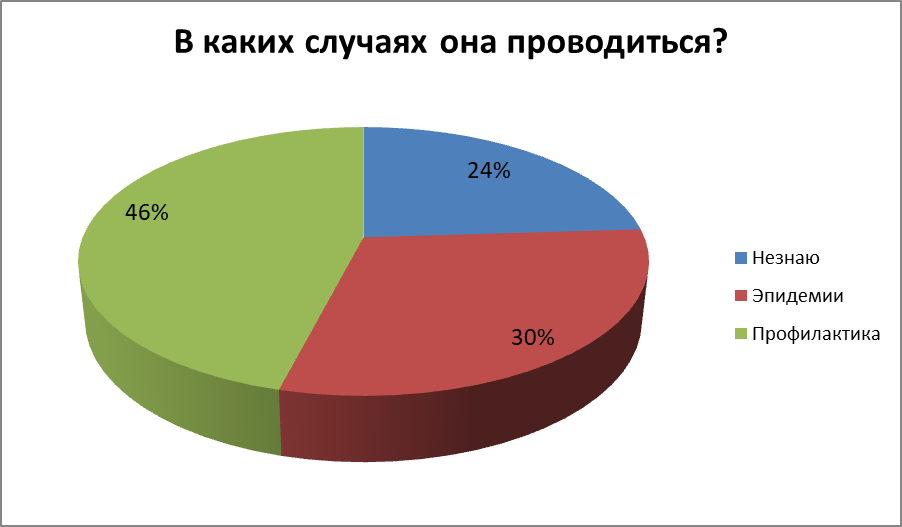 В каких случаях она проводиться?
24%
46%
30%
Незнаю
Эпидемии
Профилактика